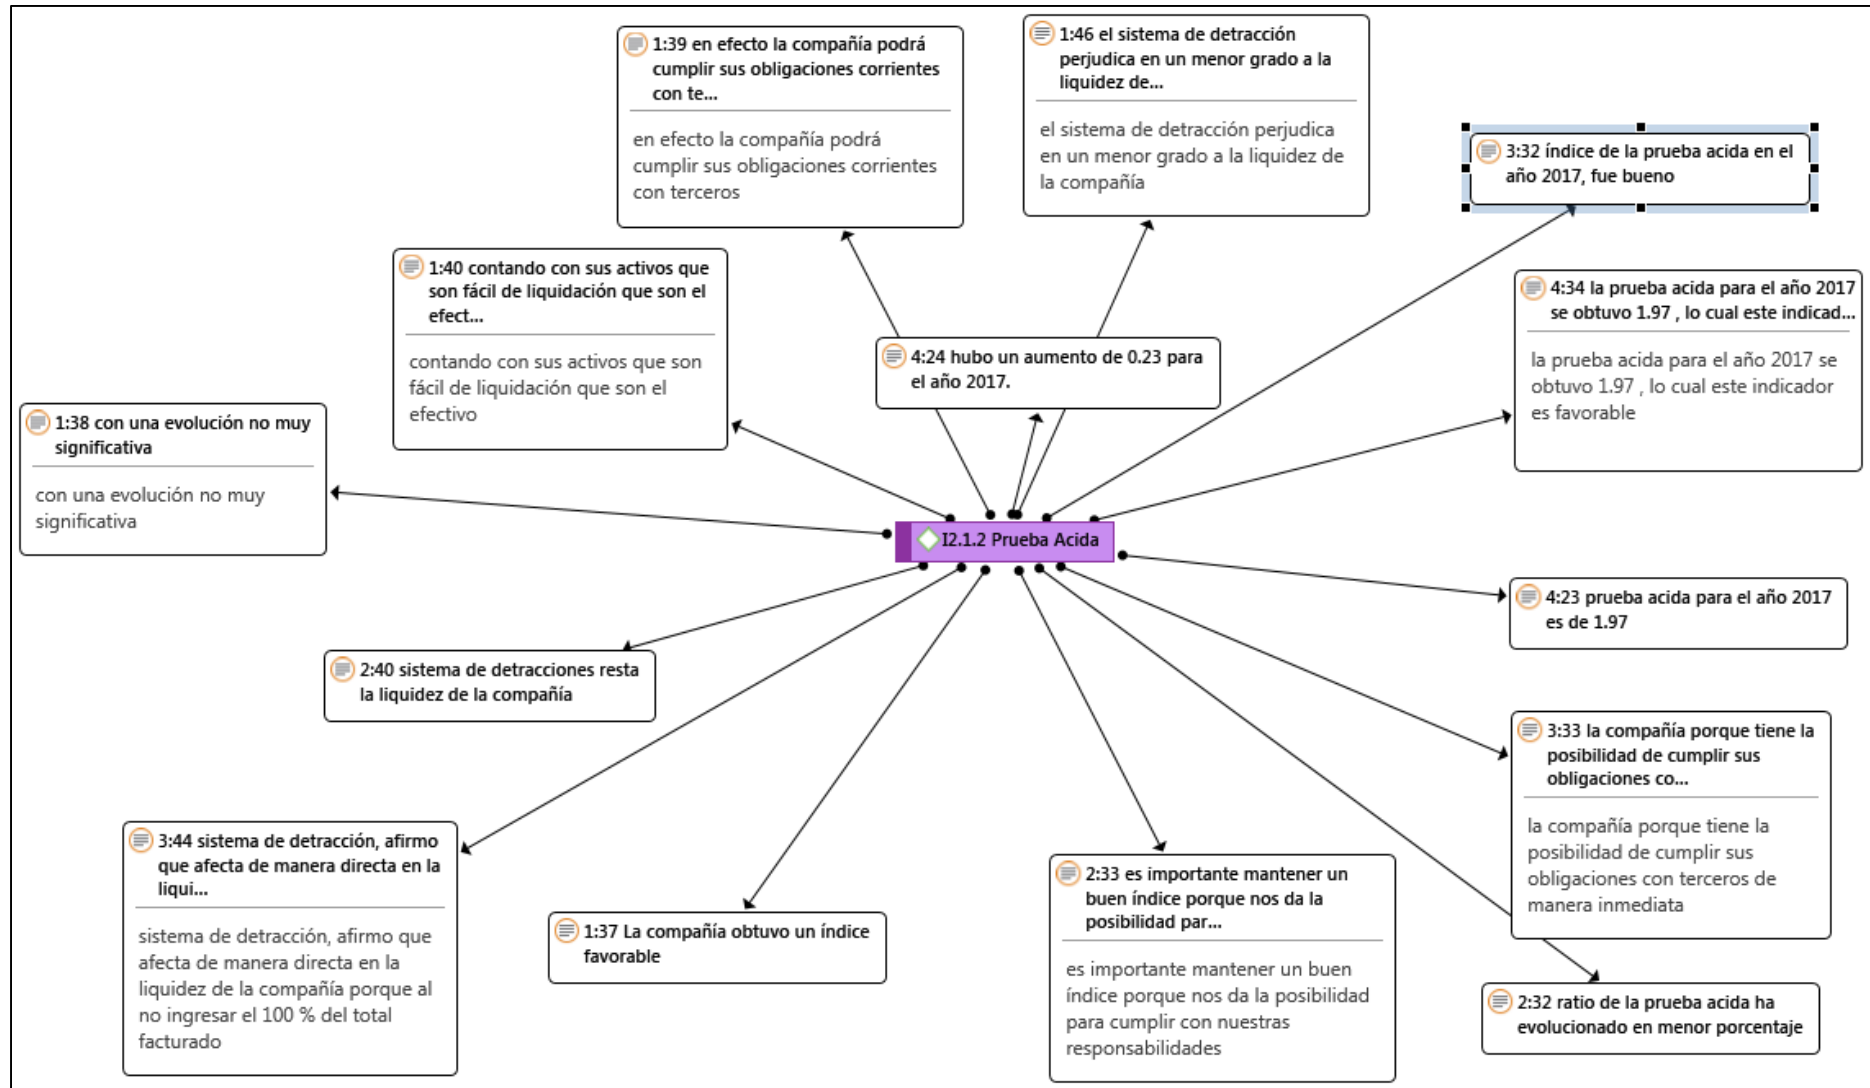 1:39 en efecto la compañía podrá
cumplir sus obligaciones corrientes
con te...
en efecto la compañía podrá
cumplir sus obligaciones corrientes
con terceros
1:46 el sistema de detracción
perjudica en un menor grado a la
liquidez de...
el sistema de detracción perjudica
en un menor grado a la liquidez de
la compañía
3:32 índice de la prueba acida en el
año 2017, fue bueno
1:40 contando con sus activos que
son fácil de liquidación que son el
efect...
contando con sus activos que son
fácil de liquidación que son el
efectivo
4:24 hubo un aumento de 0.23 para
el año 2017.
4:34 la prueba acida para el año 2017
se obtuvo 1.97 , lo cual este indicad...
la prueba acida para el año 2017 se
obtuvo 1.97 , lo cual este indicador
es favorable
1:38 con una evolución no muy
significativa
con una evolución no muy
significativa
I2.1.2 Prueba Acida
4:23 prueba acida para el año 2017
es de 1.97
2:40 sistema de detracciones resta
la liquidez de la compañía
3:33 la compañía porque tiene la
posibilidad de cumplir sus
obligaciones co...
la compañía porque tiene la
posibilidad de cumplir sus
obligaciones con terceros de
manera inmediata
3:44 sistema de detracción, afirmo
que afecta de manera directa en la
liqui...
sistema de detracción, afirmo que
afecta de manera directa en la
liquidez de la compañía porque al
no ingresar el 100 % del total
facturado
1:37 La compañía obtuvo un índice
favorable
2:33 es importante mantener un
buen índice porque nos da la
posibilidad par...
es importante mantener un buen
índice porque nos da la posibilidad
para cumplir con nuestras
responsabilidades
2:32 ratio de la prueba acida ha
evolucionado en menor porcentaje